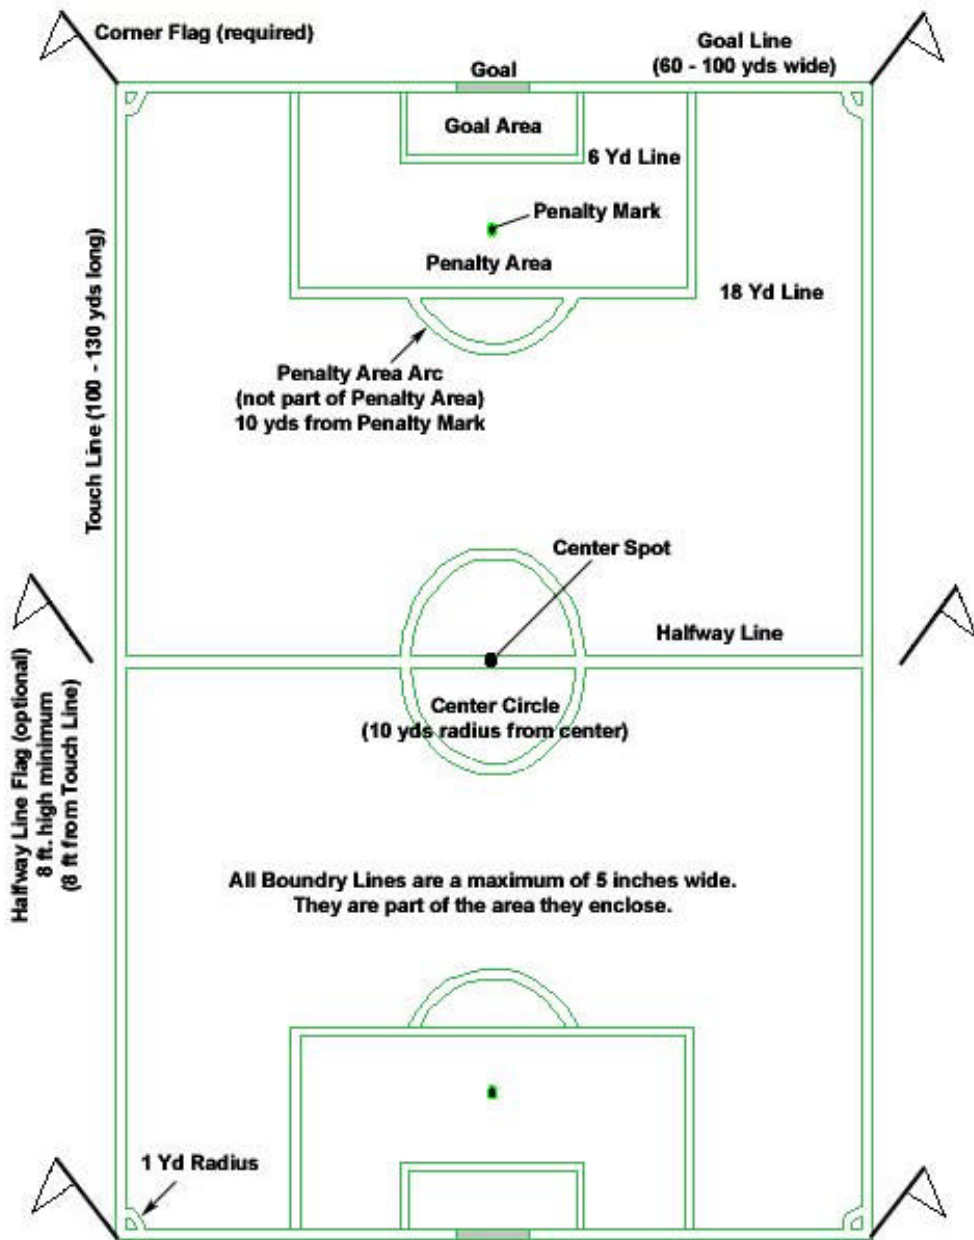 Corner Flag (required)
Goal Line
(60 - 100 yds wide)
Goal
Goal Area
6 Yd Line
Penalty Mark
Penalty Area
18 Yd Line
Penalty Area Arc
(not part of Penalty Area)
10 yds from Penalty Mark
Touch Line (100 - 130 yds long)
Center Spot
Halfway Line
Center Circle
(10 yds radius from center)
Halfway Line Flag (optional)
8 ft. high minimum
(8 ft from Touch Line)
All Boundry Lines are a maximum of 5 inches wide.
They are part of the area they enclose.
1 Yd Radius